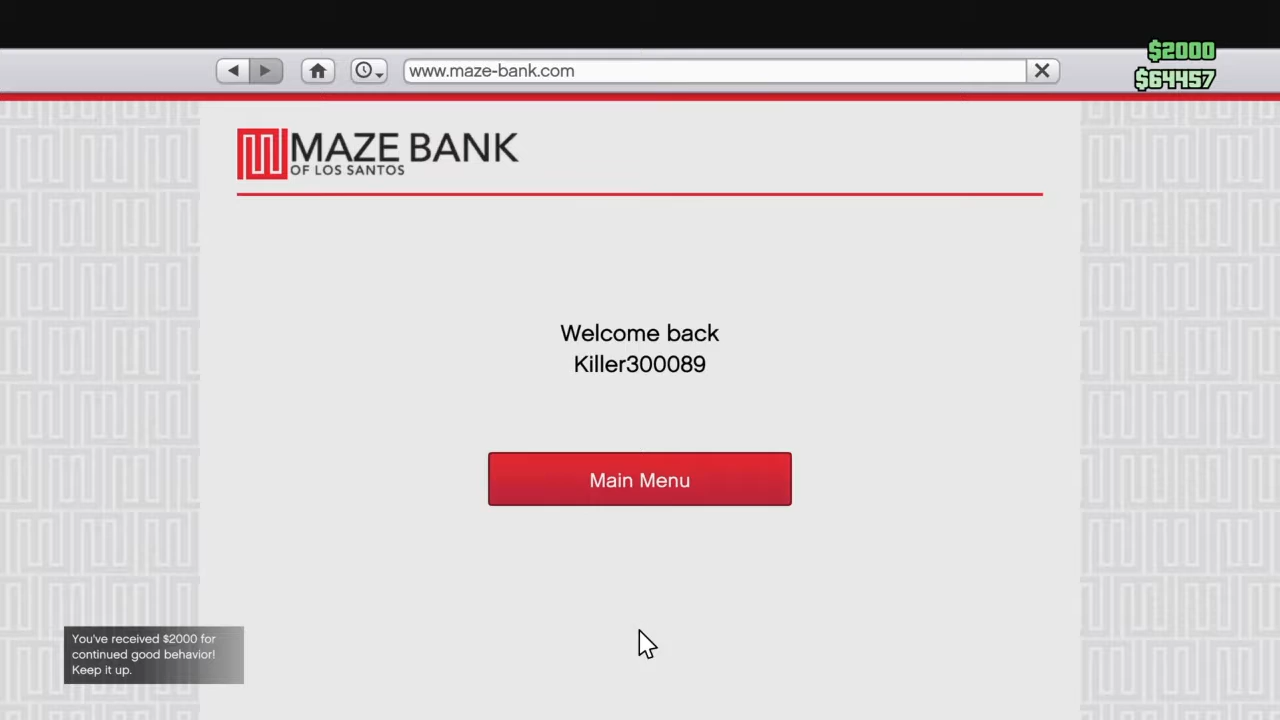 www.maze-bank.com
$2000
$64457
MAZE BANK
OF LOS SANTOS
Welcome back
Killer300089
Main Menu
You've received $2000 for
continued good behavior!
Keep it up.